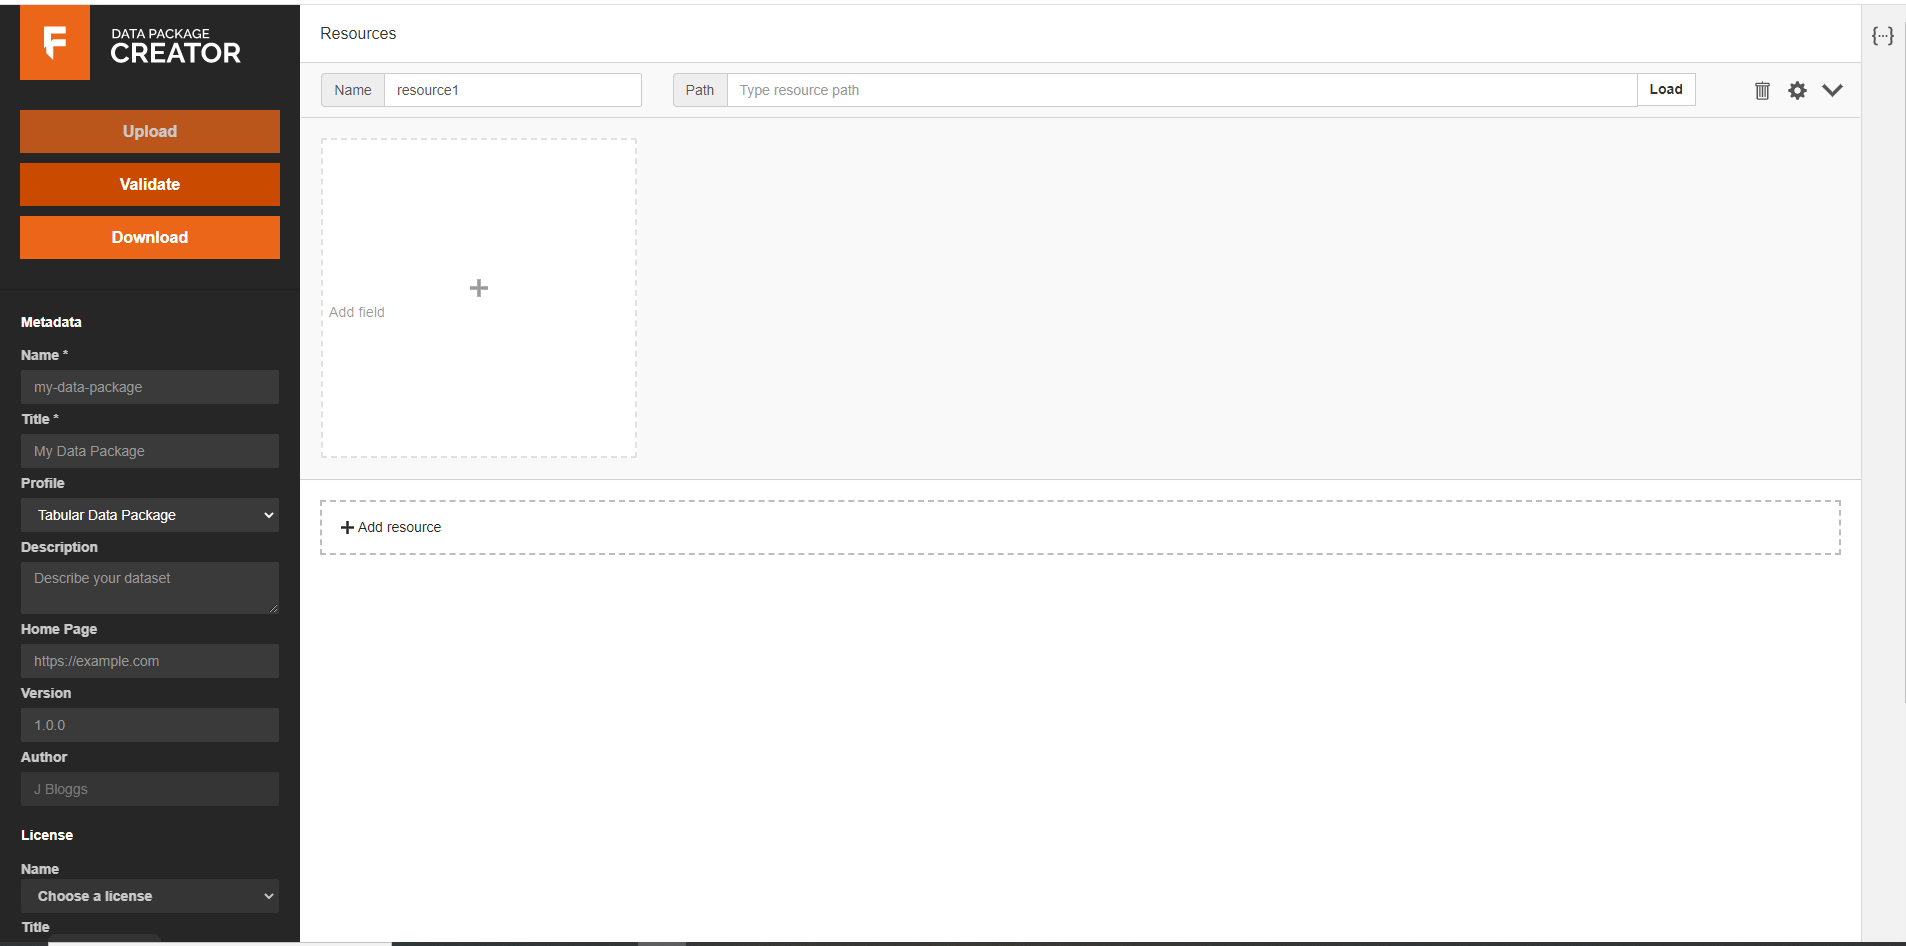 DATA PACKAGE
CREATOR
Upload
Validate
Download
Metadata
Name *
my-data-package
Title *
My Data Package
Profile
Tabular Data Package
Description
Describe your dataset
Home Page
https://example.com
Version
1.0.0
Author
J Bloggs
License
Name
Choose a license
Title
Resources
Name resource1 Path Type resource path Load
Add field
Add resource